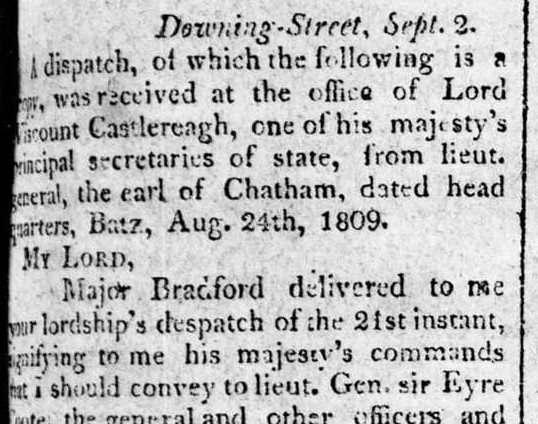 Downing-Street, Sept. 2.
A dispatch, of which the following is a
copy, was received at the office of Lord
Viscount Castlereagh, one of his majesty's
principal secretaries of state, from lieut.
general, the earl of Chatham, dated head
quarters, Batz, Aug. 24th, 1809.
MY LORD,
Major Bradford delivered to me
your lordship's despatch of the 21st instant,
signifying to me his majesty's commands
that I should convey to lieut. Gen. sir Eyre
Coote, the general and other officers and